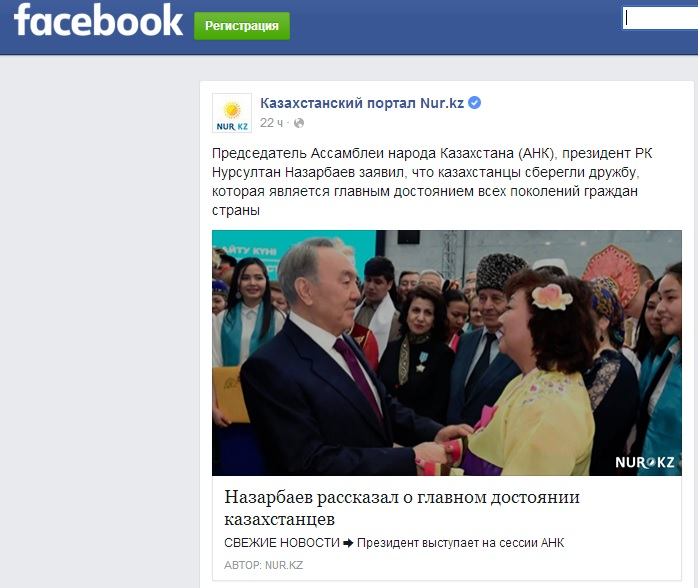 facebook
Регистрация
NUR.KZ
Казахстанский портал Nur.kz
22 ч ·
Председатель Ассамблеи народа Казахстана (АНК), президент РК
Нурсултан Назарбаев заявил, что казахстанцы сберегли дружбу,
которая является главным достоянием всех поколений граждан
страны
АЙТУ КҮНІ
NUR.KZ
Назарбаев рассказал о главном достоянии
казахстанцев
СВЕЖИЕ НОВОСТИ ➡ Президент выступает на сессии АНК
АВТОР: NUR.KZ